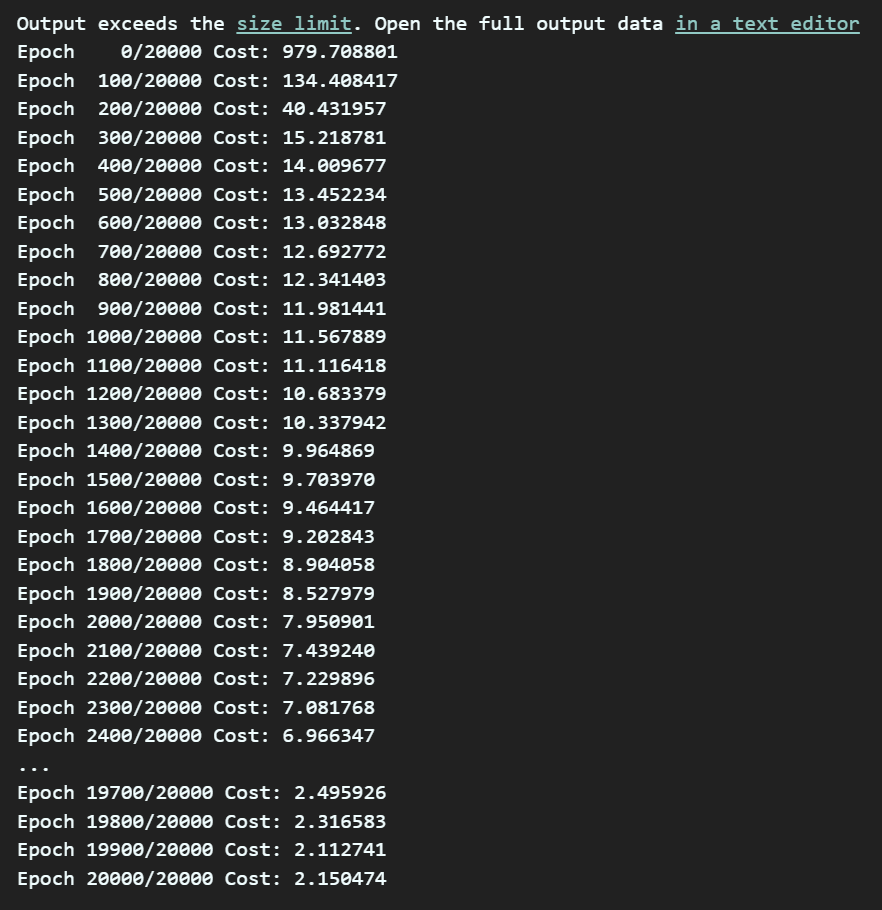 Output exceeds the size limit. Open the full output data in a text editor
Epoch    0/20000 Cost: 979.708801
Epoch  100/20000 Cost: 134.408417
Epoch  200/20000 Cost: 40.431957
Epoch  300/20000 Cost: 15.218781
Epoch  400/20000 Cost: 14.009677
Epoch  500/20000 Cost: 13.452234
Epoch  600/20000 Cost: 13.032848
Epoch  700/20000 Cost: 12.692772
Epoch  800/20000 Cost: 12.341403
Epoch  900/20000 Cost: 11.981441
Epoch 1000/20000 Cost: 11.567889
Epoch 1100/20000 Cost: 11.116418
Epoch 1200/20000 Cost: 10.683379
Epoch 1300/20000 Cost: 10.337942
Epoch 1400/20000 Cost: 9.964869
Epoch 1500/20000 Cost: 9.703970
Epoch 1600/20000 Cost: 9.464417
Epoch 1700/20000 Cost: 9.202843
Epoch 1800/20000 Cost: 8.904058
Epoch 1900/20000 Cost: 8.527979
Epoch 2000/20000 Cost: 7.950901
Epoch 2100/20000 Cost: 7.439240
Epoch 2200/20000 Cost: 7.229896
Epoch 2300/20000 Cost: 7.081768
Epoch 2400/20000 Cost: 6.966347
...
Epoch 19700/20000 Cost: 2.495926
Epoch 19800/20000 Cost: 2.316583
Epoch 19900/20000 Cost: 2.112741
Epoch 20000/20000 Cost: 2.150474